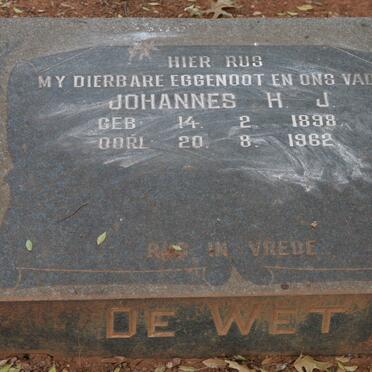 HIER RUS
MY DIERBARE EGGENOOT EN ONS VAD
JOHANNES H. J.
GEB. 14. 2. 1898.
OORL. 20. 8. 1962
RUS IN VREDE
DE WET